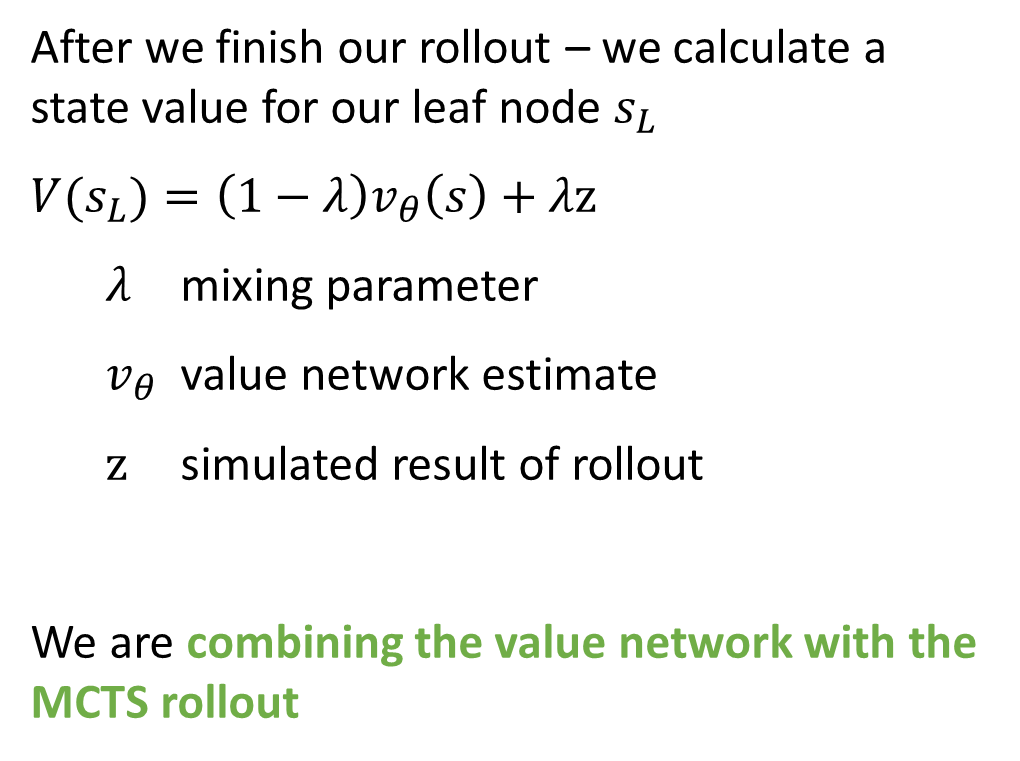 After we finish our rollout – we calculate a
state value for our leaf node 𝑠_𝐿
𝑉(𝑠_𝐿) = (1 − 𝜆)𝑣_𝜃(𝑠) + 𝜆z
𝜆 mixing parameter
𝑣_𝜃 value network estimate
z simulated result of rollout
We are combining the value network with the
MCTS rollout